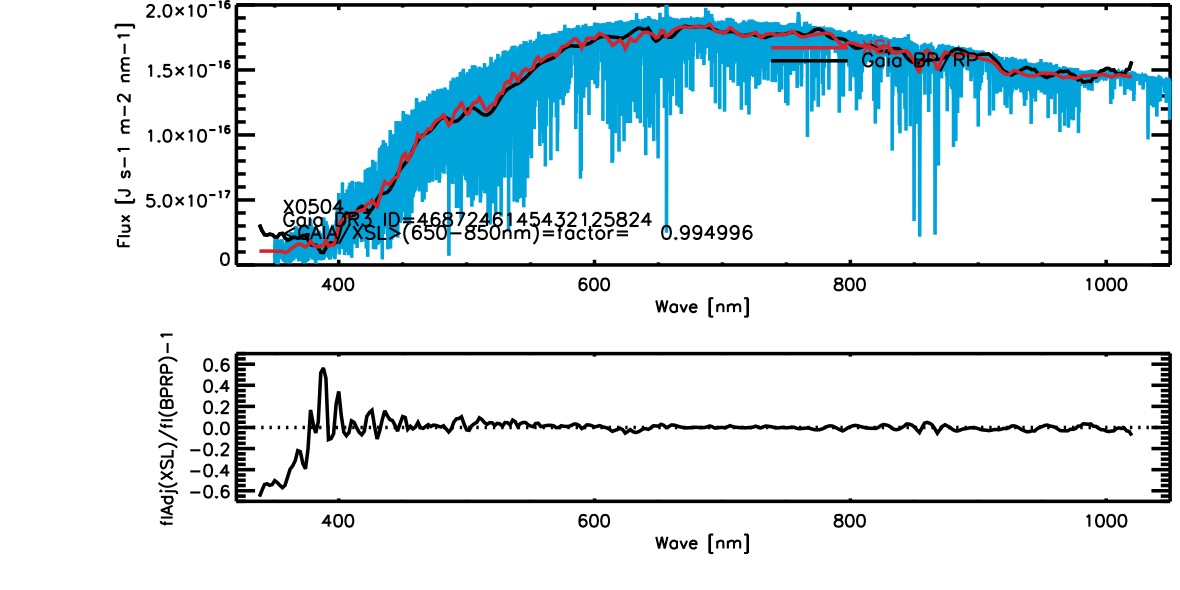 2.0×10−16
1.5×10−16
1.0×10−16
5.0×10−17
0
Flux [J s−1 m−2 nm−1]
XSL
Gaia BP/RP
X0504
Gaia DR3 ID=4687246145432125824
<GAIA/XSL>(650−850nm)=factor= 0.994996
400 600 800 1000
Wave [nm]
0.6
0.4
0.2
0.0
−0.2
−0.4
−0.6
flAdj(XSL)/fl(BPRP)−1
400 600 800 1000
Wave [nm]